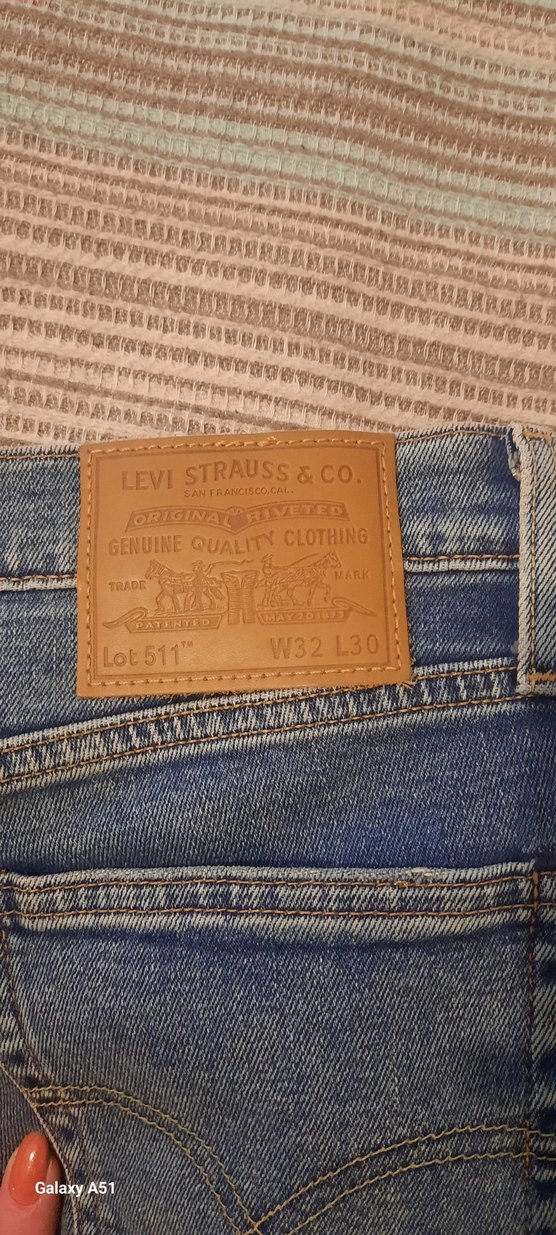 LEVI STRAUSS & CO.
SAN FRANCISCO, CAL.
ORIGINAL RIVETED
GENUINE QUALITY CLOTHING
TRADE MARK
PATENTED MAY 20 1873
Lot 511™ W32 L30
Galaxy A51